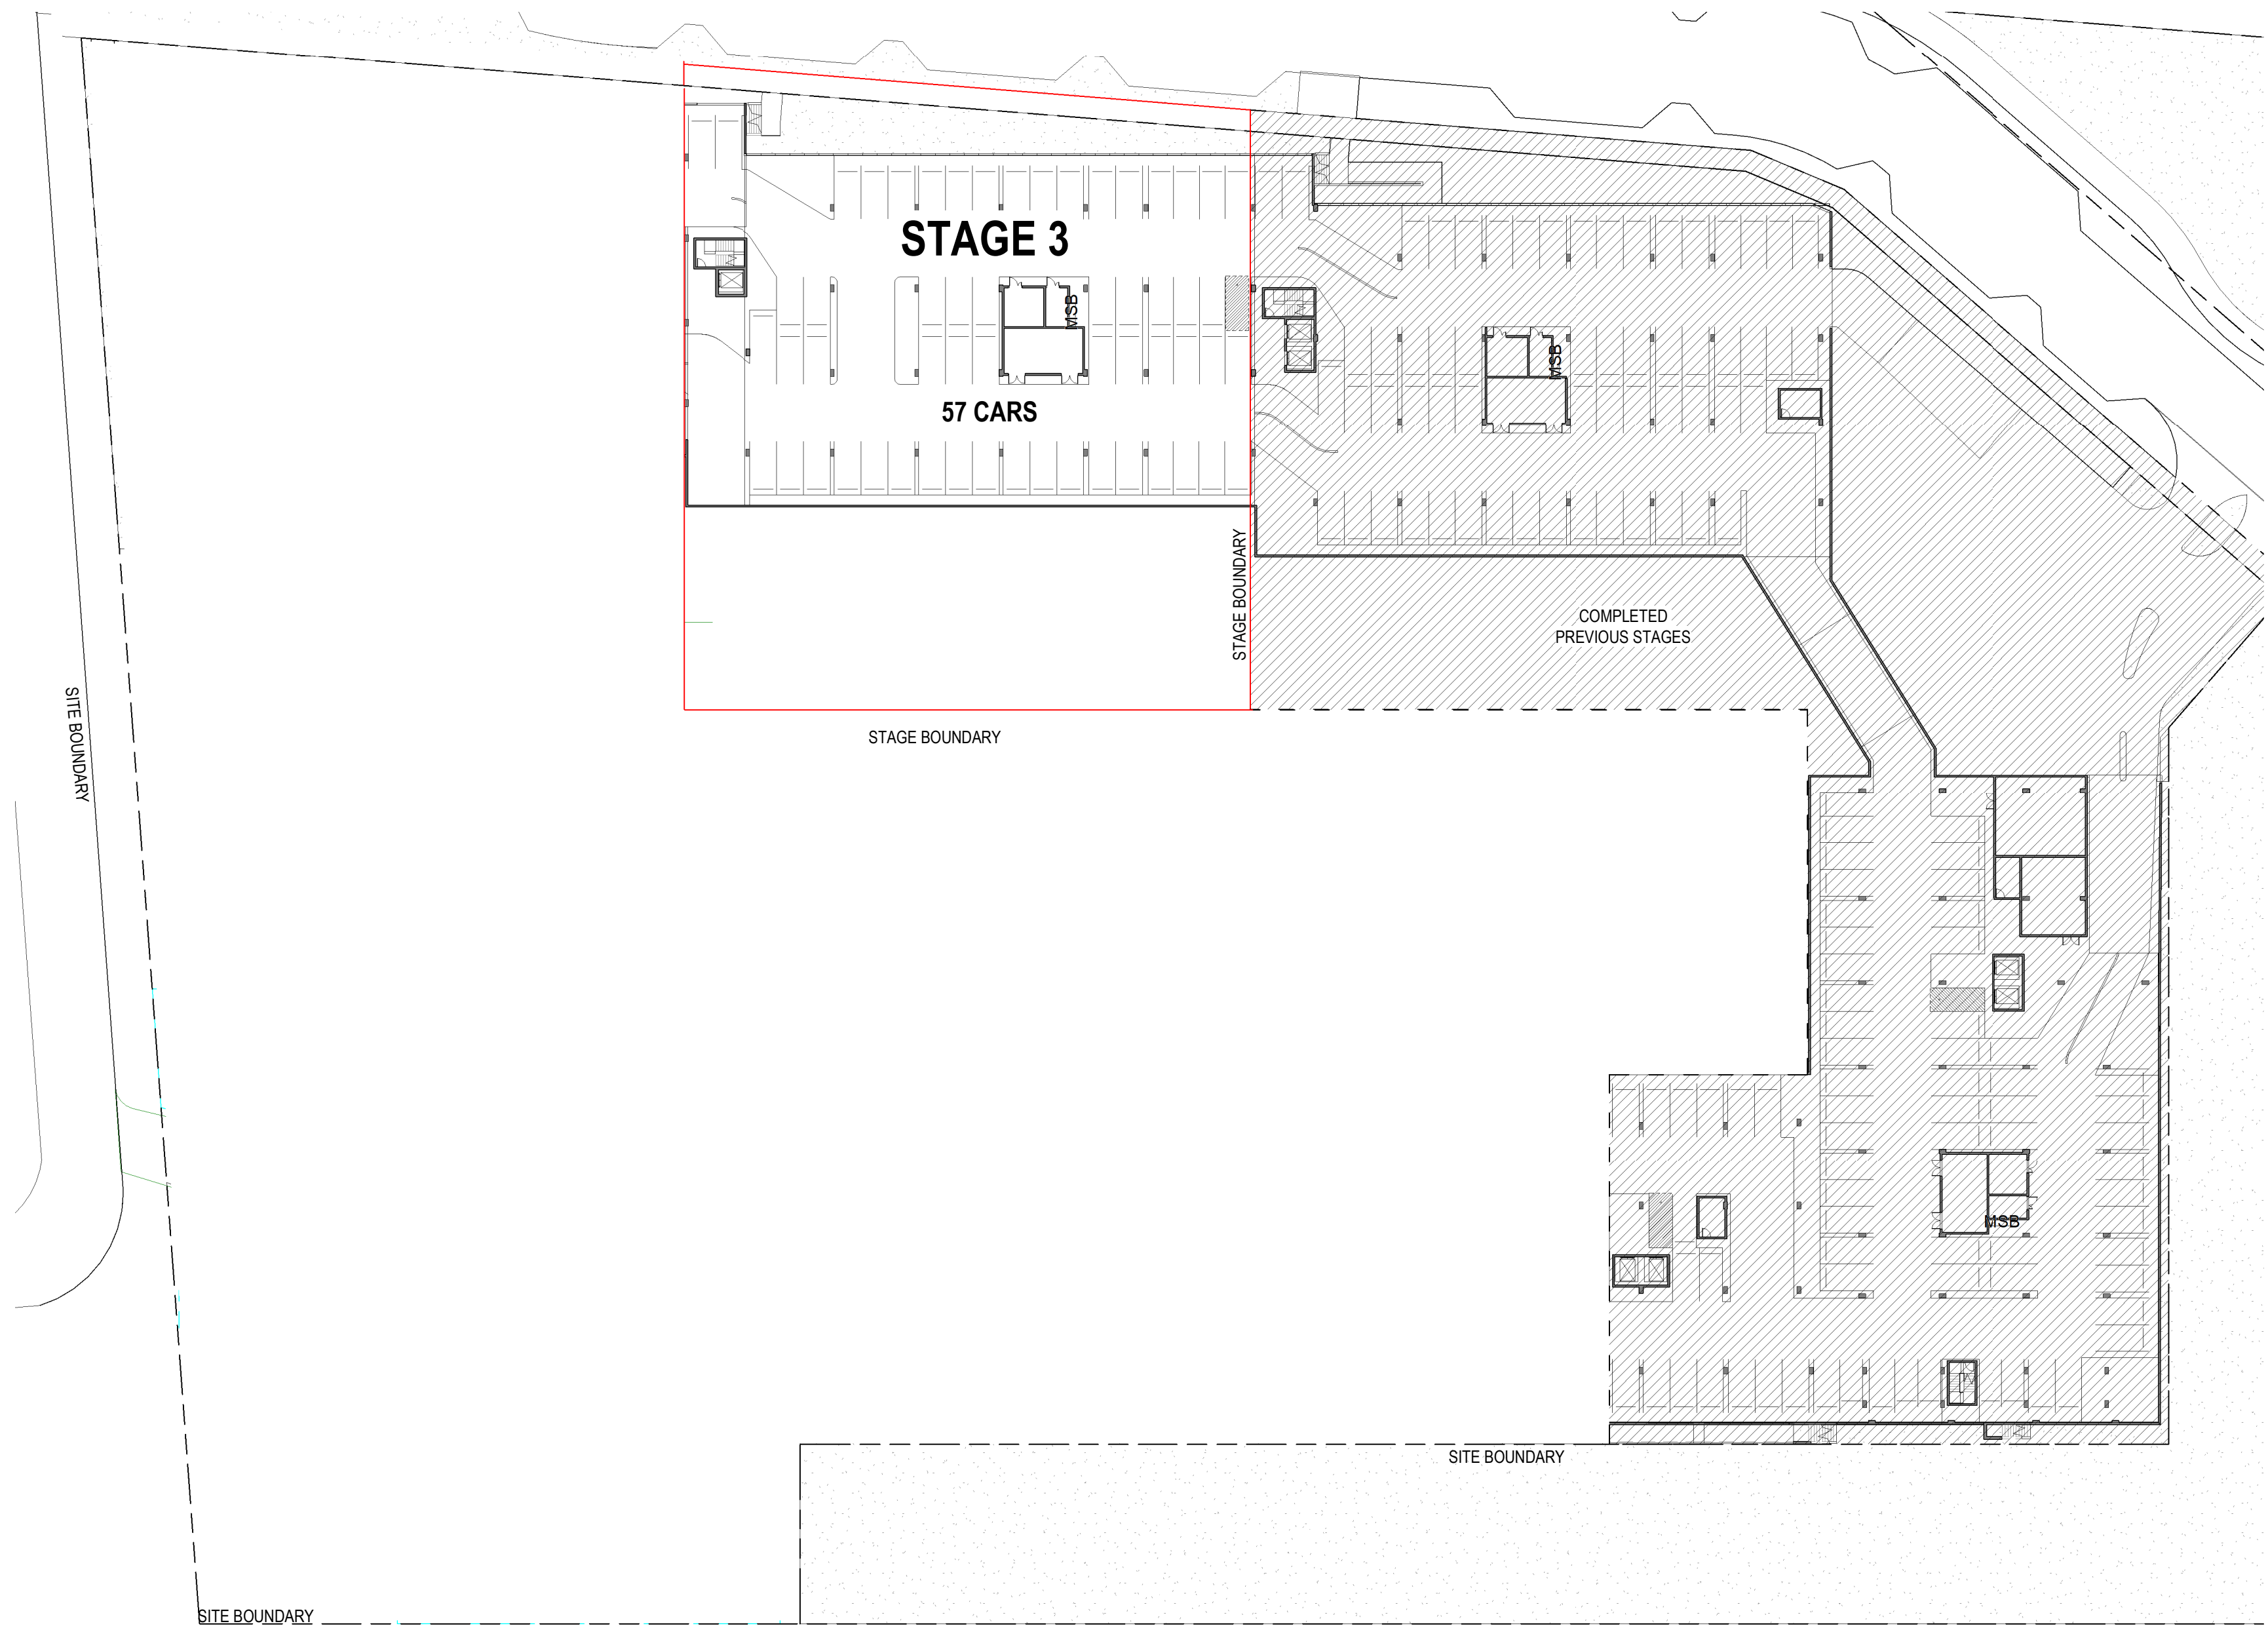 STAGE 3
MSB
MSB
57 CARS
STAGE BOUNDARY
COMPLETED
PREVIOUS STAGES
SITE BOUNDARY
STAGE BOUNDARY
MSB
SITE BOUNDARY
SITE BOUNDARY